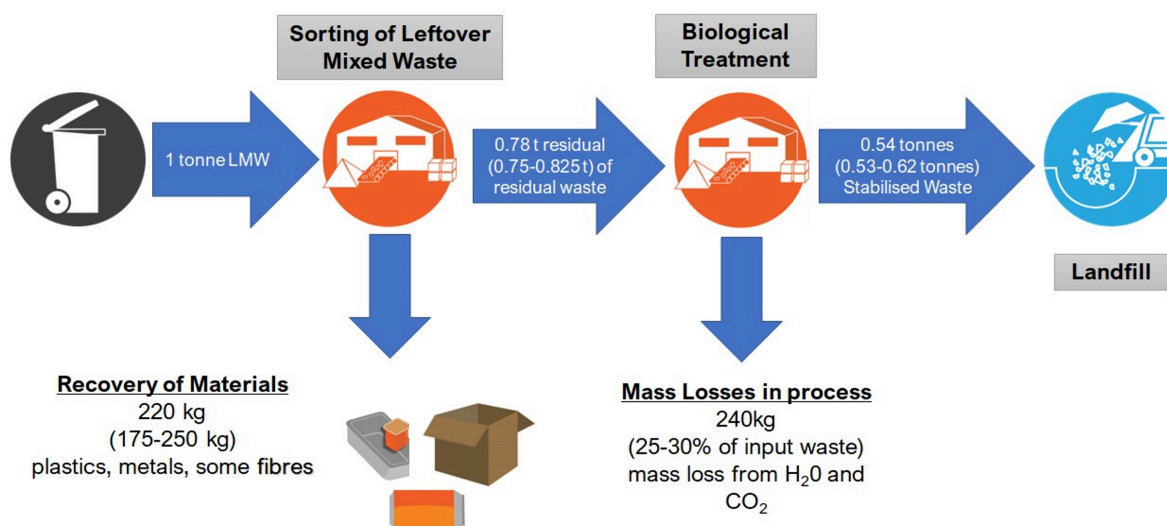 Sorting of Leftover
Mixed Waste
Biological
Treatment
1 tonne LMW
0.78 t residual
(0.75-0.825 t) of
residual waste
0.54 tonnes
(0.53-0.62 tonnes)
Stabilised Waste
Landfill
Recovery of Materials
220 kg
(175-250 kg)
plastics, metals, some fibres
Mass Losses in process
240kg
(25-30% of input waste)
mass loss from H₂0 and
CO₂